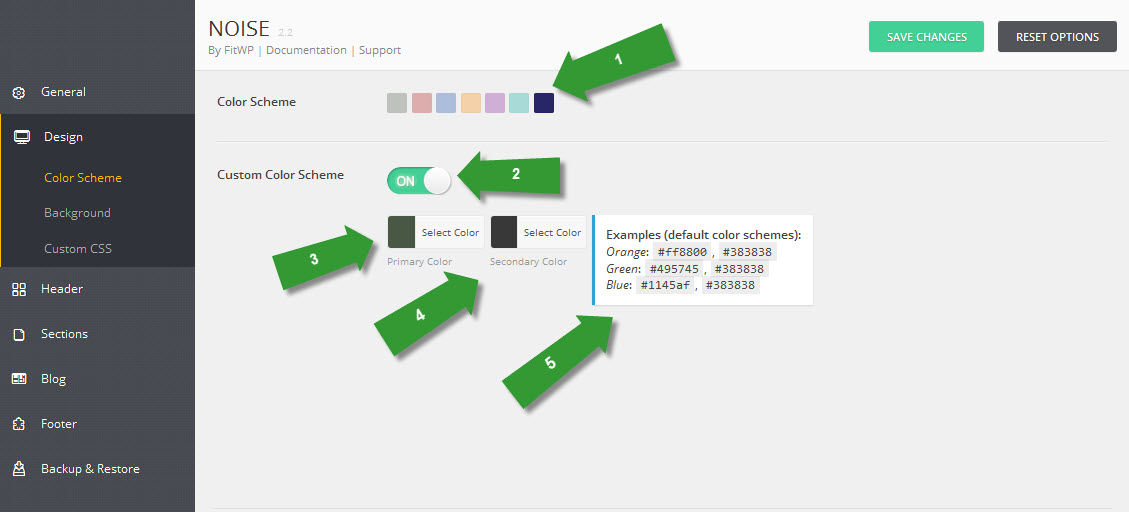 NOISE 2.2
By FitWP | Documentation | Support
SAVE CHANGES
RESET OPTIONS
General
Design
Color Scheme
Background
Custom CSS
Header
Sections
Blog
Footer
Backup & Restore
Color Scheme
1
Custom Color Scheme
ON
2
Select Color
Primary Color
3
Select Color
Secondary Color
4
Examples (default color schemes):
Orange: #ff8800 , #383838
Green: #495745 , #383838
Blue: #1145af , #383838
5